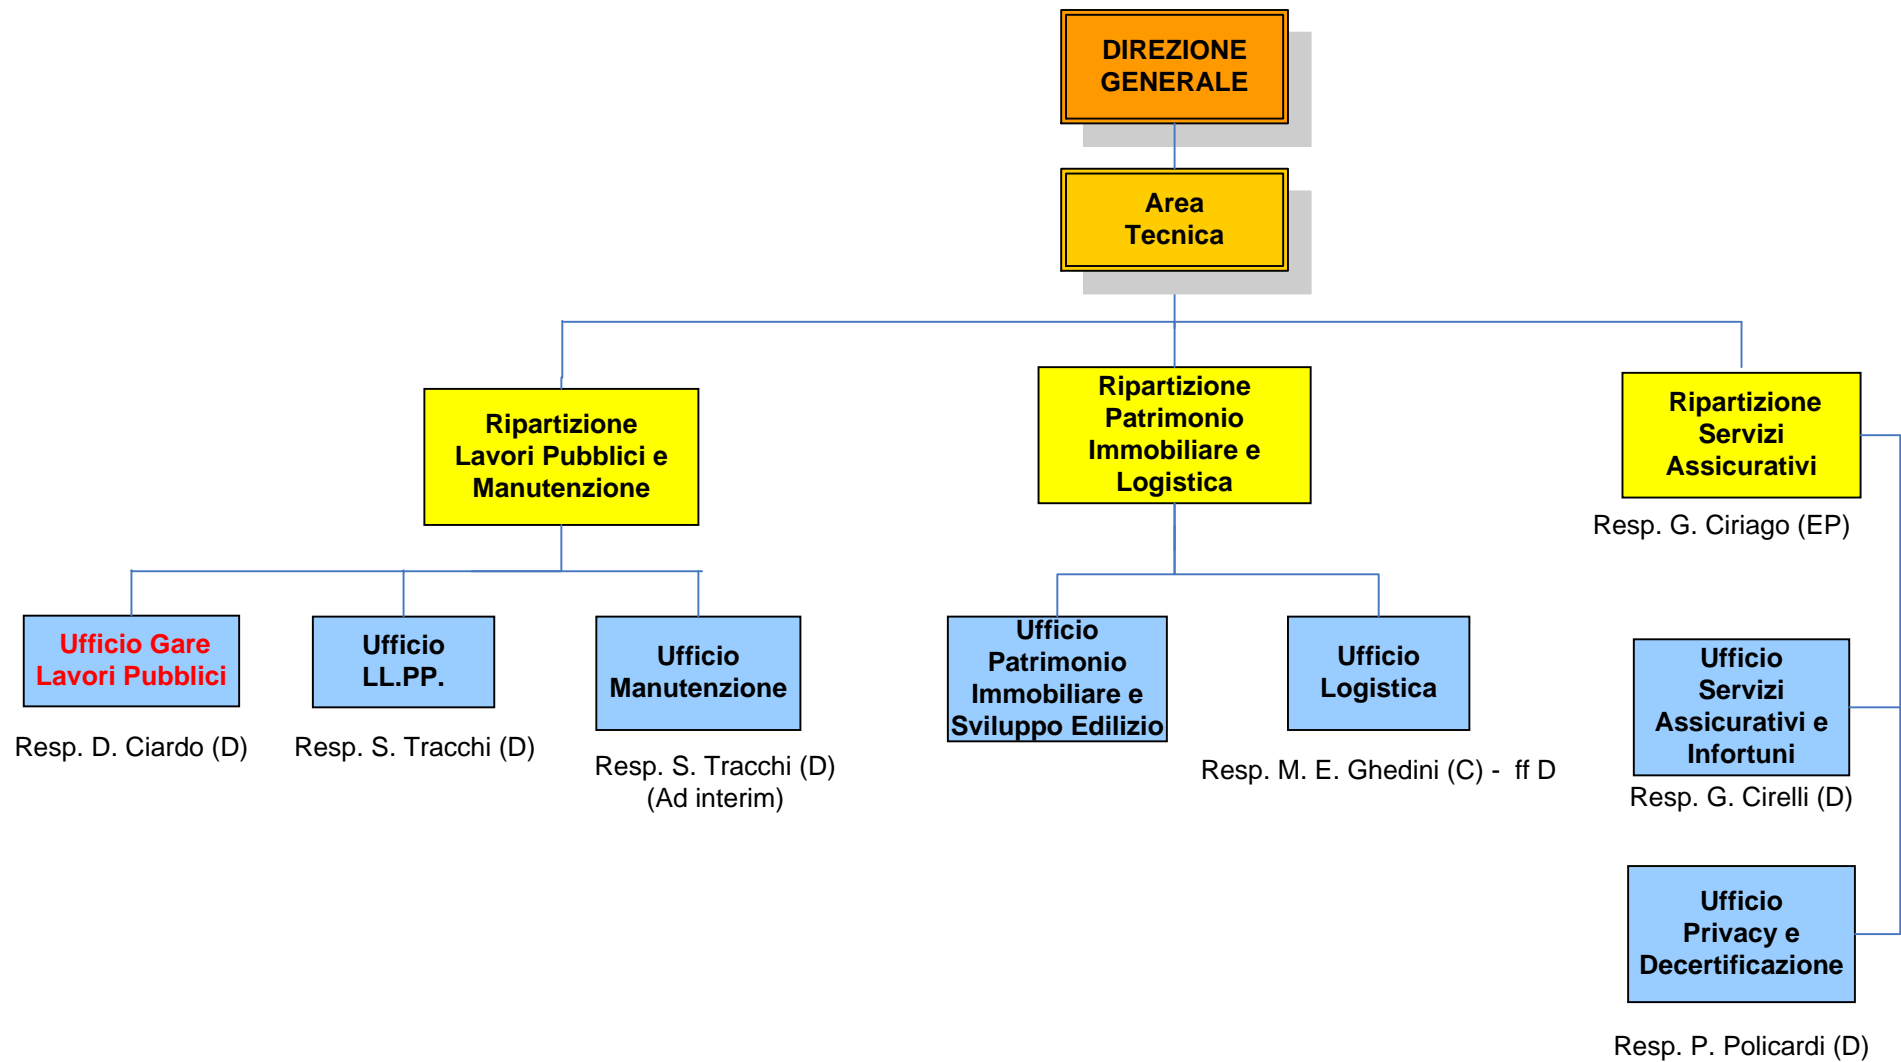 DIREZIONE
GENERALE
Area
Tecnica
Ripartizione
Lavori Pubblici e
Manutenzione
Ripartizione
Patrimonio
Immobiliare e
Logistica
Ripartizione
Servizi
Assicurativi
Resp. G. Ciriago (EP)
Ufficio Gare
Lavori Pubblici
Resp. D. Ciardo (D)
Ufficio
LL.PP.
Resp. S. Tracchi (D)
Ufficio
Manutenzione
Resp. S. Tracchi (D)
(Ad interim)
Ufficio
Patrimonio
Immobiliare e
Sviluppo Edilizio
Ufficio
Logistica
Resp. M. E. Ghedini (C) - ff D
Ufficio
Servizi
Assicurativi e
Infortuni
Resp. G. Cirelli (D)
Ufficio
Privacy e
Decertificazione
Resp. P. Policardi (D)